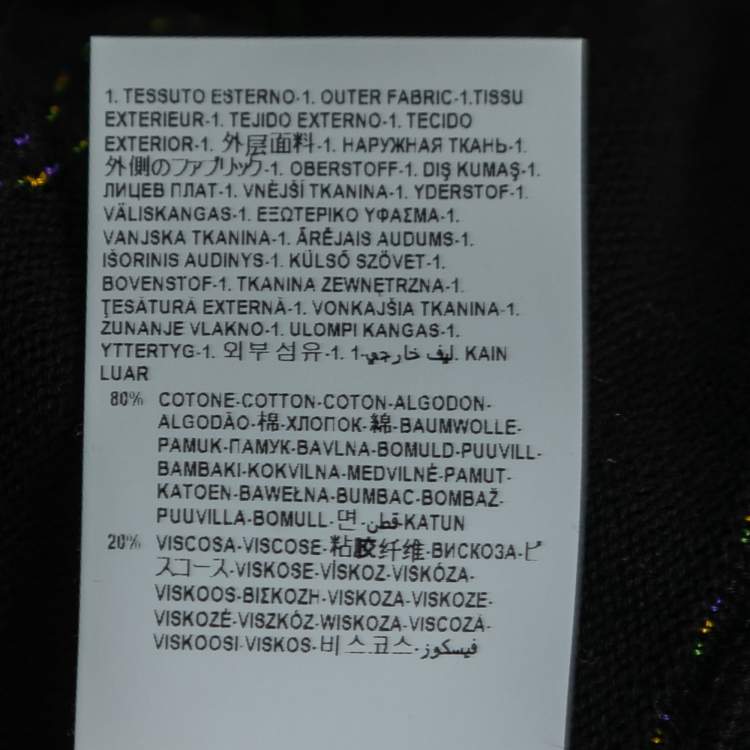 1. TESSUTO ESTERNO-1. OUTER FABRIC-1.TISSU
EXTERIEUR-1. TEJIDO EXTERNO-1. TECIDO
EXTERIOR-1. 外层面料-1. НАРУЖНАЯ ТКАНЬ-1.
外側のファブリック-1. OBERSTOFF-1. DIŞ KUMAŞ-1.
ЛИЦЕВ ПЛАТ-1. VNĚJŠÍ TKANINA-1. YDERSTOF-1.
VÄLISKANGAS-1. ΕΞΩΤΕΡΙΚΟ ΥΦΑΣΜΑ-1.
VANJSKA TKANINA-1. ĀRĒJAIS AUDUMS-1.
IŠORINIS AUDINYS-1. KÜLSŐ SZÖVET-1.
BOVENSTOF-1. TKANINA ZEWNĘTRZNA-1.
ŢESĂTURĂ EXTERNĂ-1. VONKAJŠIA TKANINA-1.
ZUNANJE VLAKNO-1. ULOMPI KANGAS-1.
YTTERTYG-1. 외부 섬유-1. ليف خارجي-1. 1. KAIN
LUAR
80% COTONE-COTTON-COTON-ALGODON-
ALGODÃO-棉-ХЛОПОК-綿-BAUMWOLLE-
PAMUK-ПАМУК-BAVLNA-BOMULD-PUUVILL-
BAMBAKI-KOKVILNA-MEDVILNĖ-PAMUT-
KATOEN-BAWEŁNA-BUMBAC-BOMBAŽ-
PUUVILLA-BOMULL-면-قطن-KATUN
20% VISCOSA-VISCOSE-粘胶纤维-ВИСКОЗА-ビ
スコース-VISKOSE-VÍSKOZ-VISKÓZA-
VISKOOS-ΒΙΣΚΟΖΗ-VISKOZA-VISKOZE-
VISKOZĖ-VISZKÓZ-WISKOZA-VISCOZĂ-
VISKOOSI-VISKOS-비스코스-فيسكوز